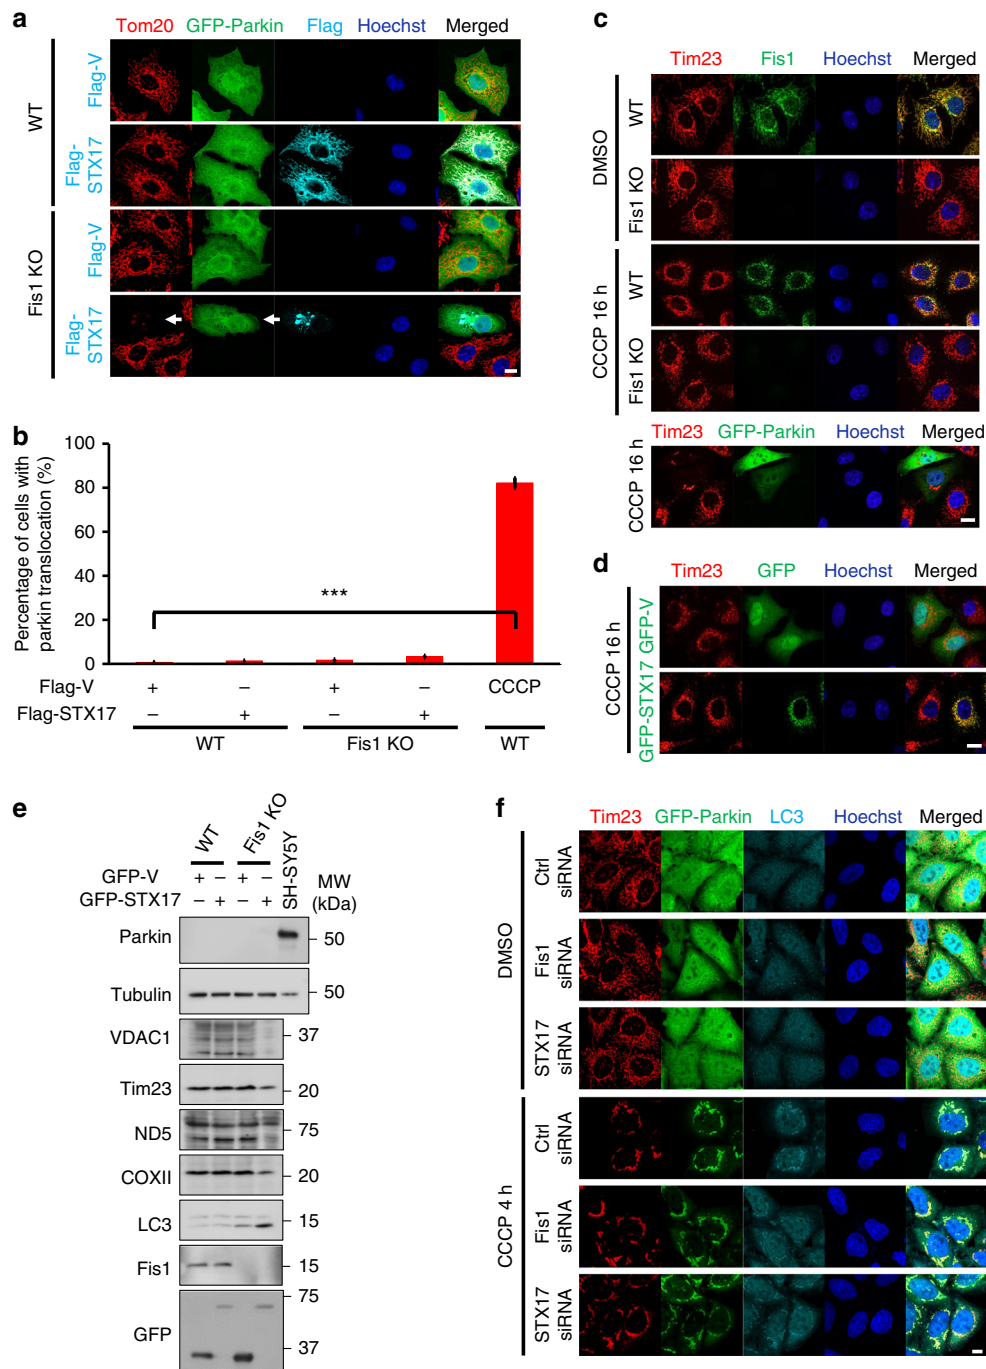 a
Tom20 GFP-Parkin Flag Hoechst Merged
WT
Flag-V
Flag-
STX17
Fis1 KO
Flag-V
Flag-
STX17
b
Percentage of cells with
parkin translocation (%)
100
80
60
40
20
0
***
Flag-V + – + – CCCP
Flag-STX17 – + – +
WT Fis1 KO WT
c
Tim23 Fis1 Hoechst Merged
DMSO
WT
Fis1 KO
CCCP 16 h
WT
Fis1 KO
Tim23 GFP-Parkin Hoechst Merged
CCCP 16 h
d
Tim23 GFP Hoechst Merged
CCCP 16 h
GFP-V
GFP-STX17
e
WT Fis1 KO SH-SY5Y
GFP-V + – + –
GFP-STX17 – + – +
MW
(kDa)
Parkin 50
Tubulin 50
VDAC1 37
Tim23 20
ND5 75
COXII 20
LC3 15
Fis1 15
75
GFP
37
f
Tim23 GFP-Parkin LC3 Hoechst Merged
DMSO
Ctrl
siRNA
Fis1
siRNA
STX17
siRNA
CCCP 4 h
Ctrl
siRNA
Fis1
siRNA
STX17
siRNA